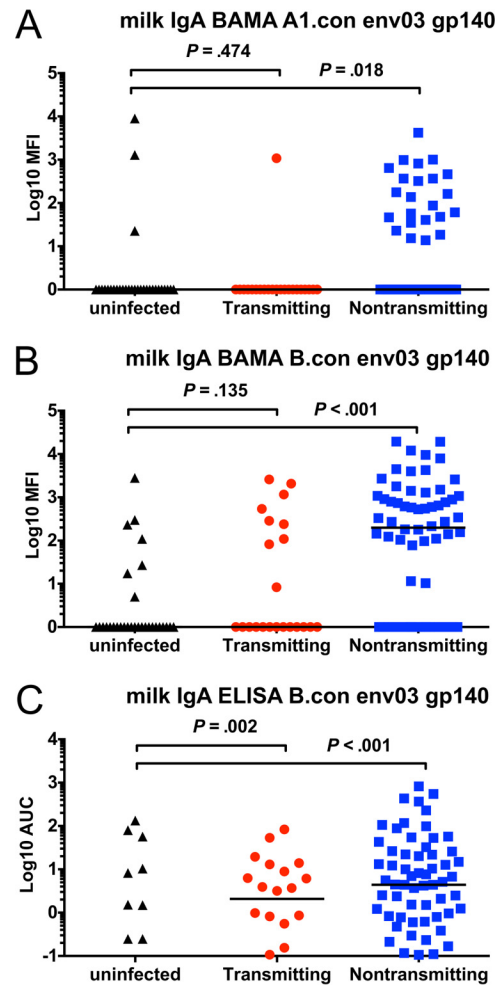 A
milk IgA BAMA A1.con env03 gp140
P = .474
P = .018
5
4
3
2
1
0
Log10 MFI
uninfected
Transmitting
Nontransmitting
B
milk IgA BAMA B.con env03 gp140
P = .135
P < .001
5
4
3
2
1
0
Log10 MFI
uninfected
Transmitting
Nontransmitting
C
milk IgA ELISA B.con env03 gp140
P = .002
P < .001
4
3
2
1
0
-1
Log10 AUC
uninfected
Transmitting
Nontransmitting